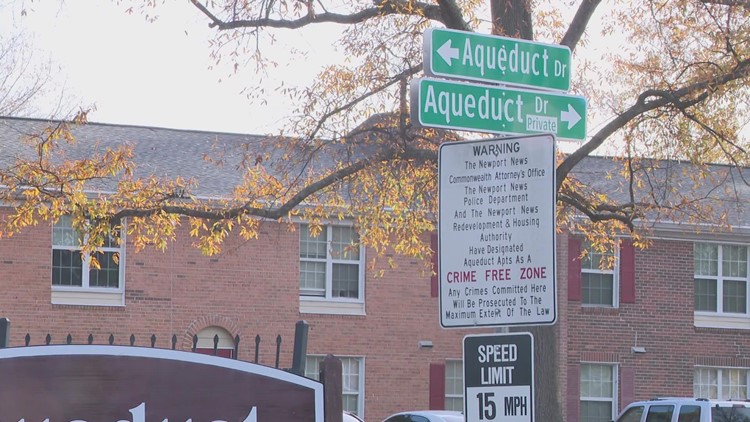 Aqueduct Dr
Aqueduct Dr
Private
WARNING
The Newport News
Commonwealth Attorney's Office
The Newport News
Police Department
And The Newport News
Redevelopment & Housing
Authority
Have Designated
Aqueduct Apts As A
CRIME FREE ZONE
Any Crimes Committed Here
Will Be Prosecuted To The
Maximum Extent Of The Law
SPEED
LIMIT
15 MPH
Aqueduct